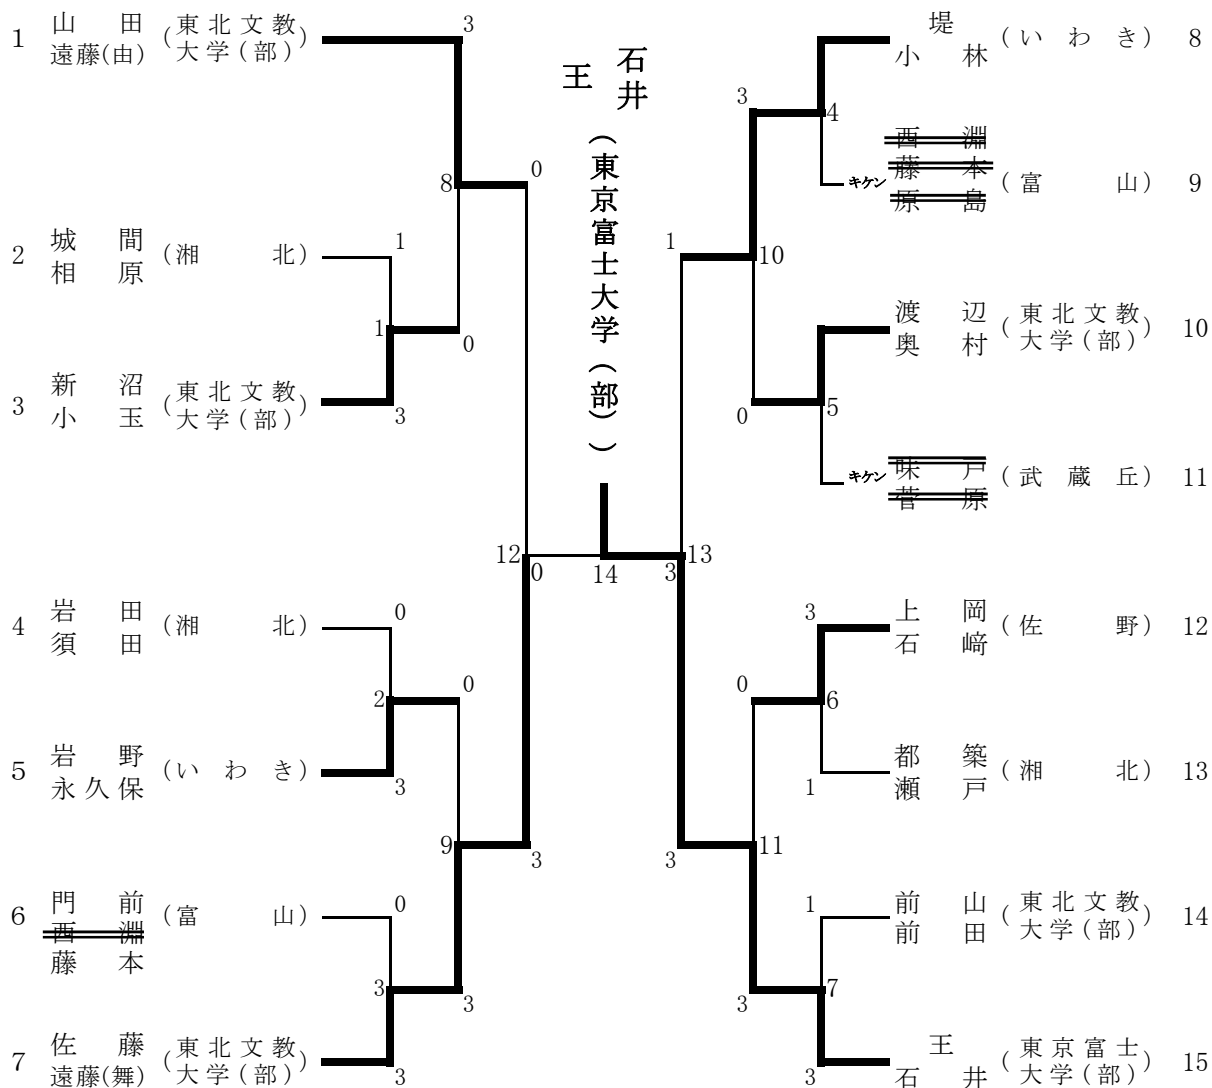 1 山田 (東北文教
遠藤(由) 大学(部))
3
8
0
2 城間 (湘北)
相原
1
1
0
3 新沼 (東北文教
小玉 大学(部))
3
12
0
4 岩田 (湘北)
須田
0
2
0
5 岩野 (いわき)
永久保
3
9
3
6 門前 (富山)
西淵
藤本
0
3
3
7 佐藤 (東北文教
遠藤(舞) 大学(部))
3
石井
王
(東京富士大学(部))
14
堤 (いわき) 8
小林
3
4
西淵
藤本 (富山) 9
原島
キケン
1
10
渡辺 (東北文教 10
奥村 大学(部))
0
5
キケン
味戸 (武蔵丘) 11
菅原
3
13
上岡 (佐野) 12
石﨑
3
0
6
都築 (湘北) 13
瀬戸
1
3
11
前山 (東北文教 14
前田 大学(部))
1
3
7
王 (東京富士 15
石井 大学(部))
3